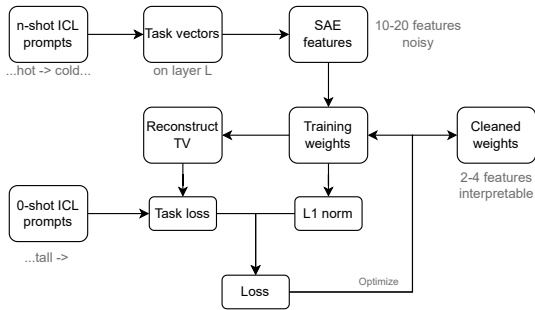 n-shot ICL
prompts
...hot -> cold...
Task vectors
on layer L
SAE
features
10-20 features
noisy
Reconstruct
TV
Training
weights
Cleaned
weights
2-4 features
interpretable
0-shot ICL
prompts
...tall ->
Task loss
L1 norm
Loss
Optimize